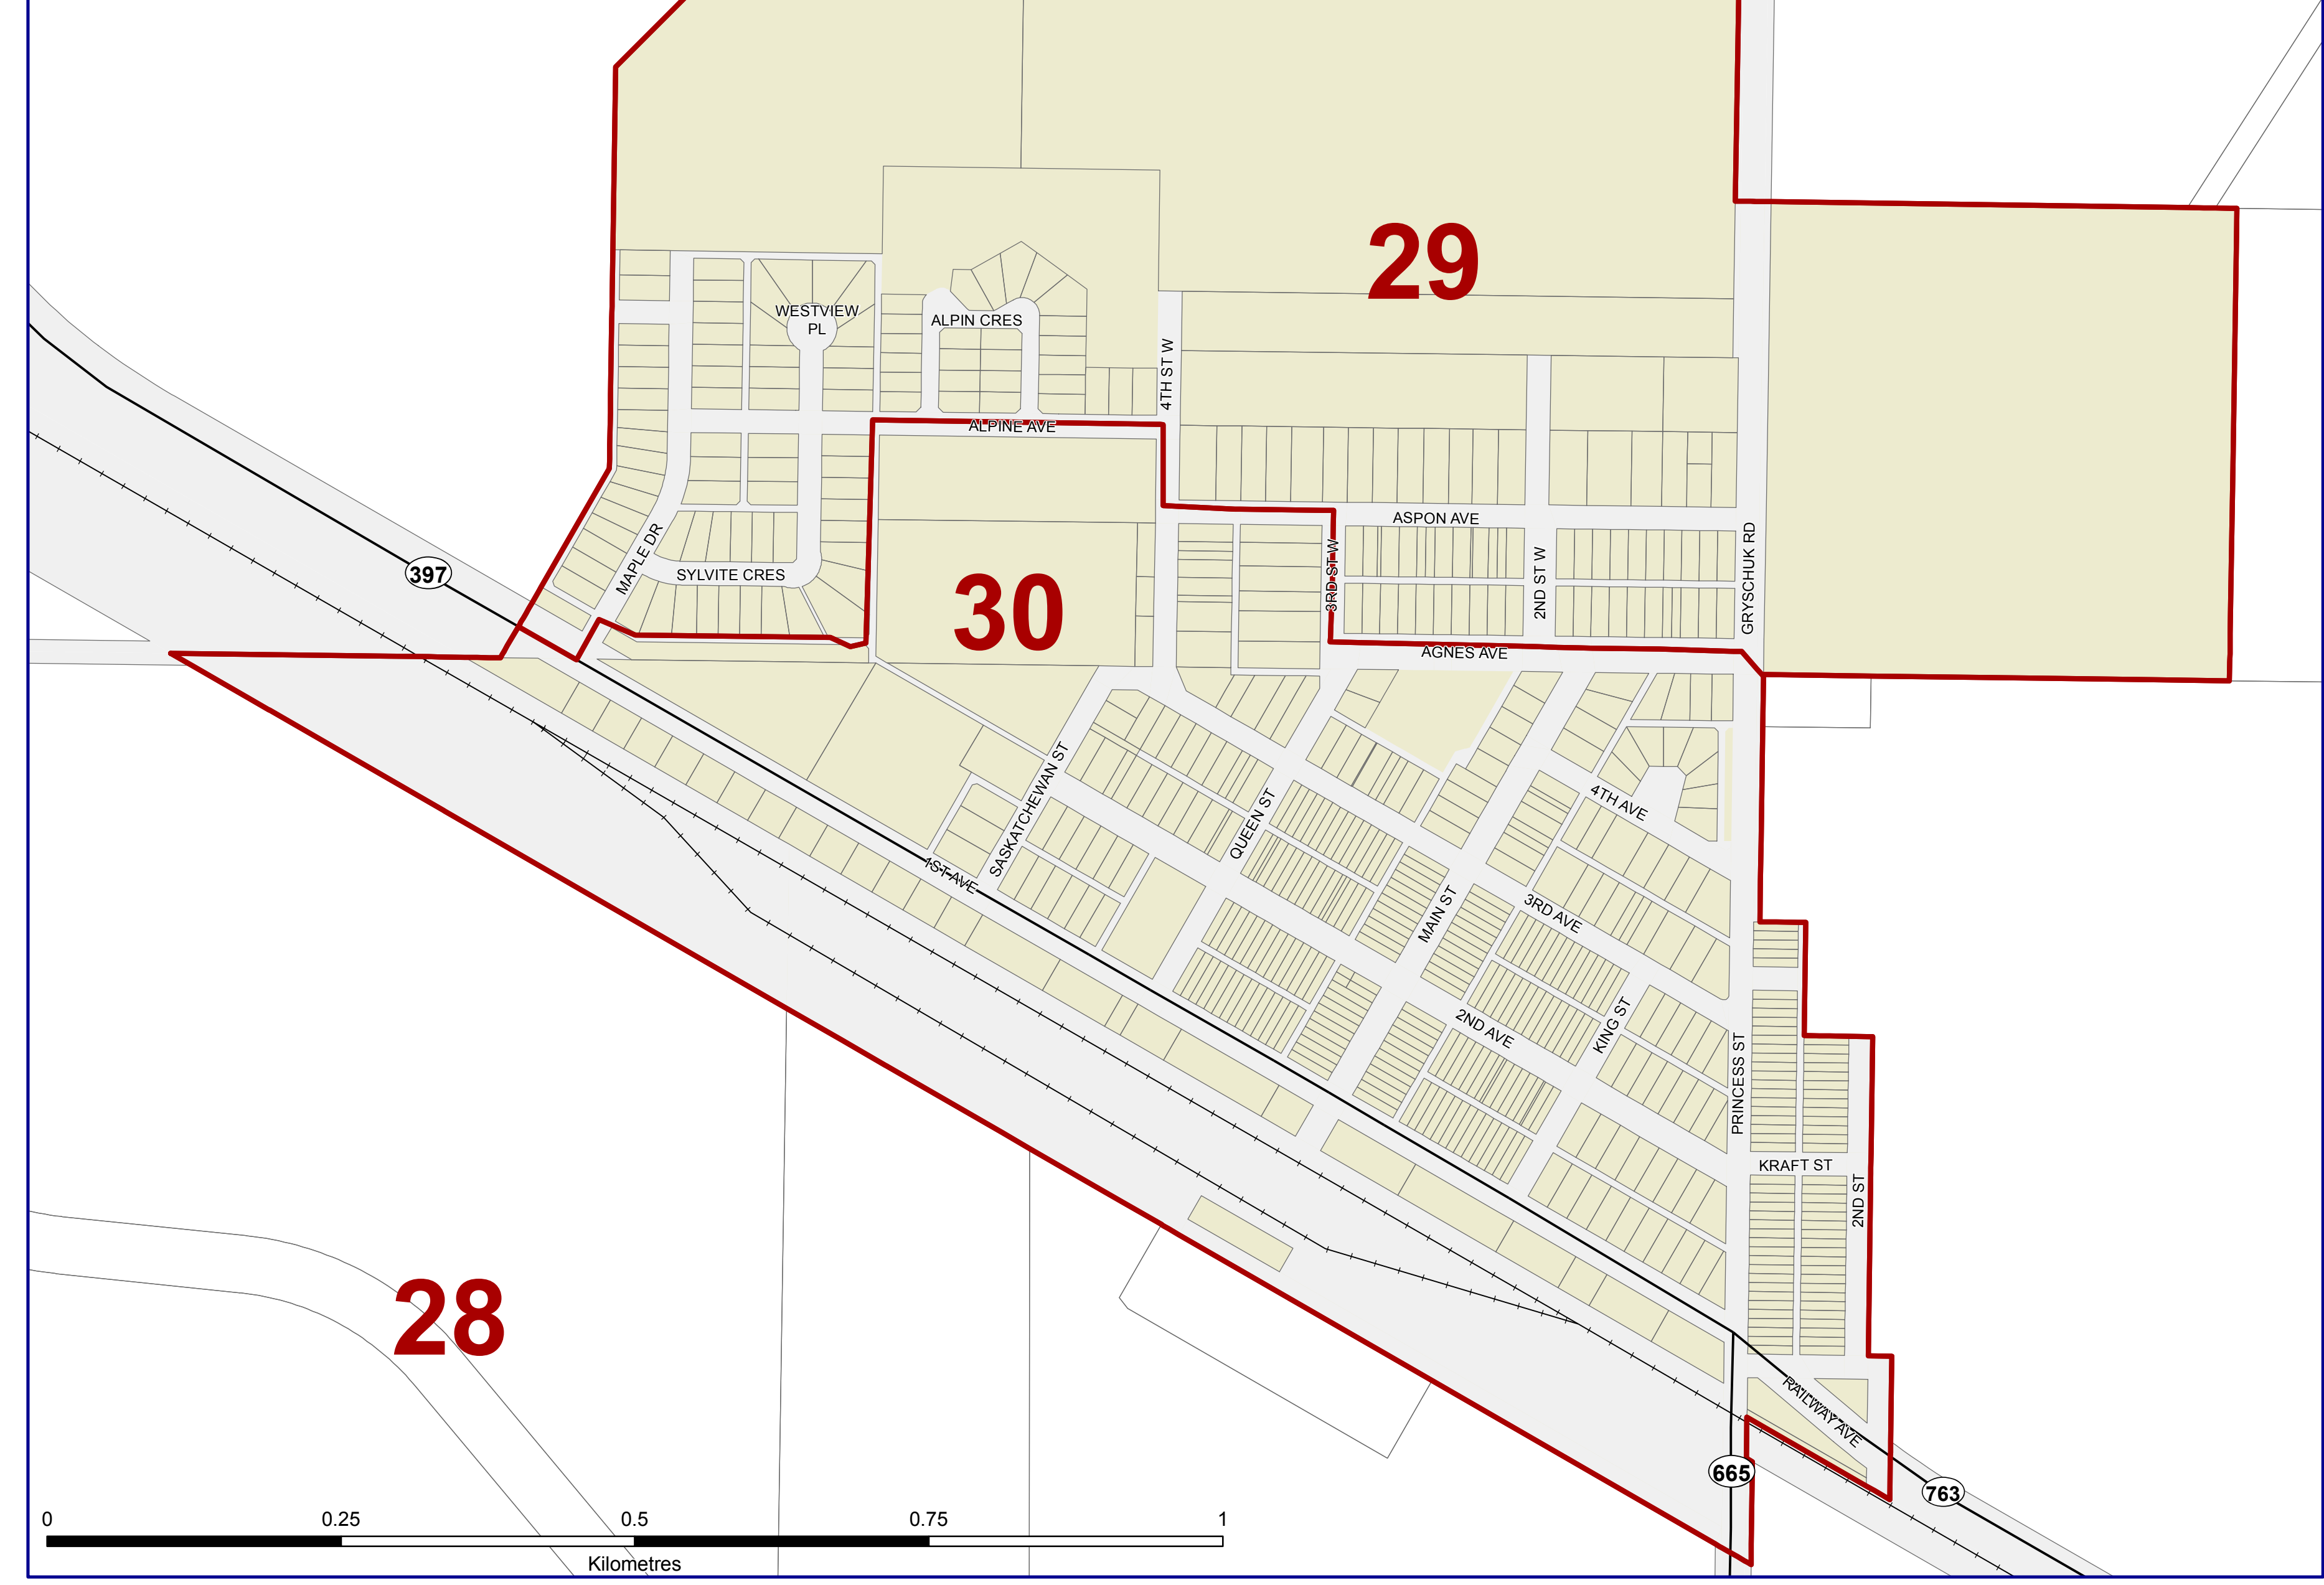 29
WESTVIEW
PL
ALPIN CRES
4TH ST W
ALPINE AVE
ASPON AVE
MAPLE DR
397
SYLVITE CRES
30
3RD ST W
2ND ST W
GRYSCHUK RD
AGNES AVE
SASKATCHEWAN ST
QUEEN ST
4TH AVE
1ST AVE
MAIN ST
3RD AVE
2ND AVE
KING ST
PRINCESS ST
KRAFT ST
2ND ST
28
RAILWAY AVE
665
763
0 0.25 0.5 0.75 1
Kilometres